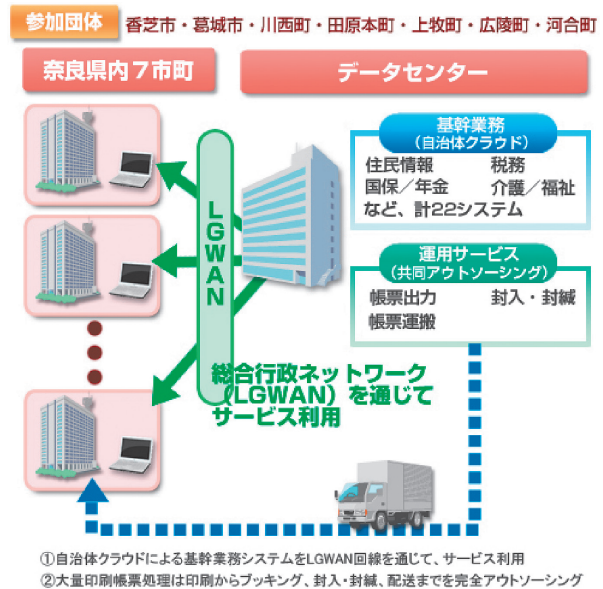 参加団体
香芝市・葛城市・川西町・田原本町・上牧町・広陵町・河合町
奈良県内７市町
データセンター
基幹業務
（自治体クラウド）
住民情報 税務
国保／年金 介護／福祉
など、計22システム
LGWAN
運用サービス
（共同アウトソーシング）
帳票出力 封入・封緘
帳票運搬
総合行政ネットワーク
（LGWAN）を通じて
サービス利用
①自治体クラウドによる基幹業務システムをLGWAN回線を通じて、サービス利用
②大量印刷帳票処理は印刷からブッキング、封入・封緘、配送までを完全アウトソーシング